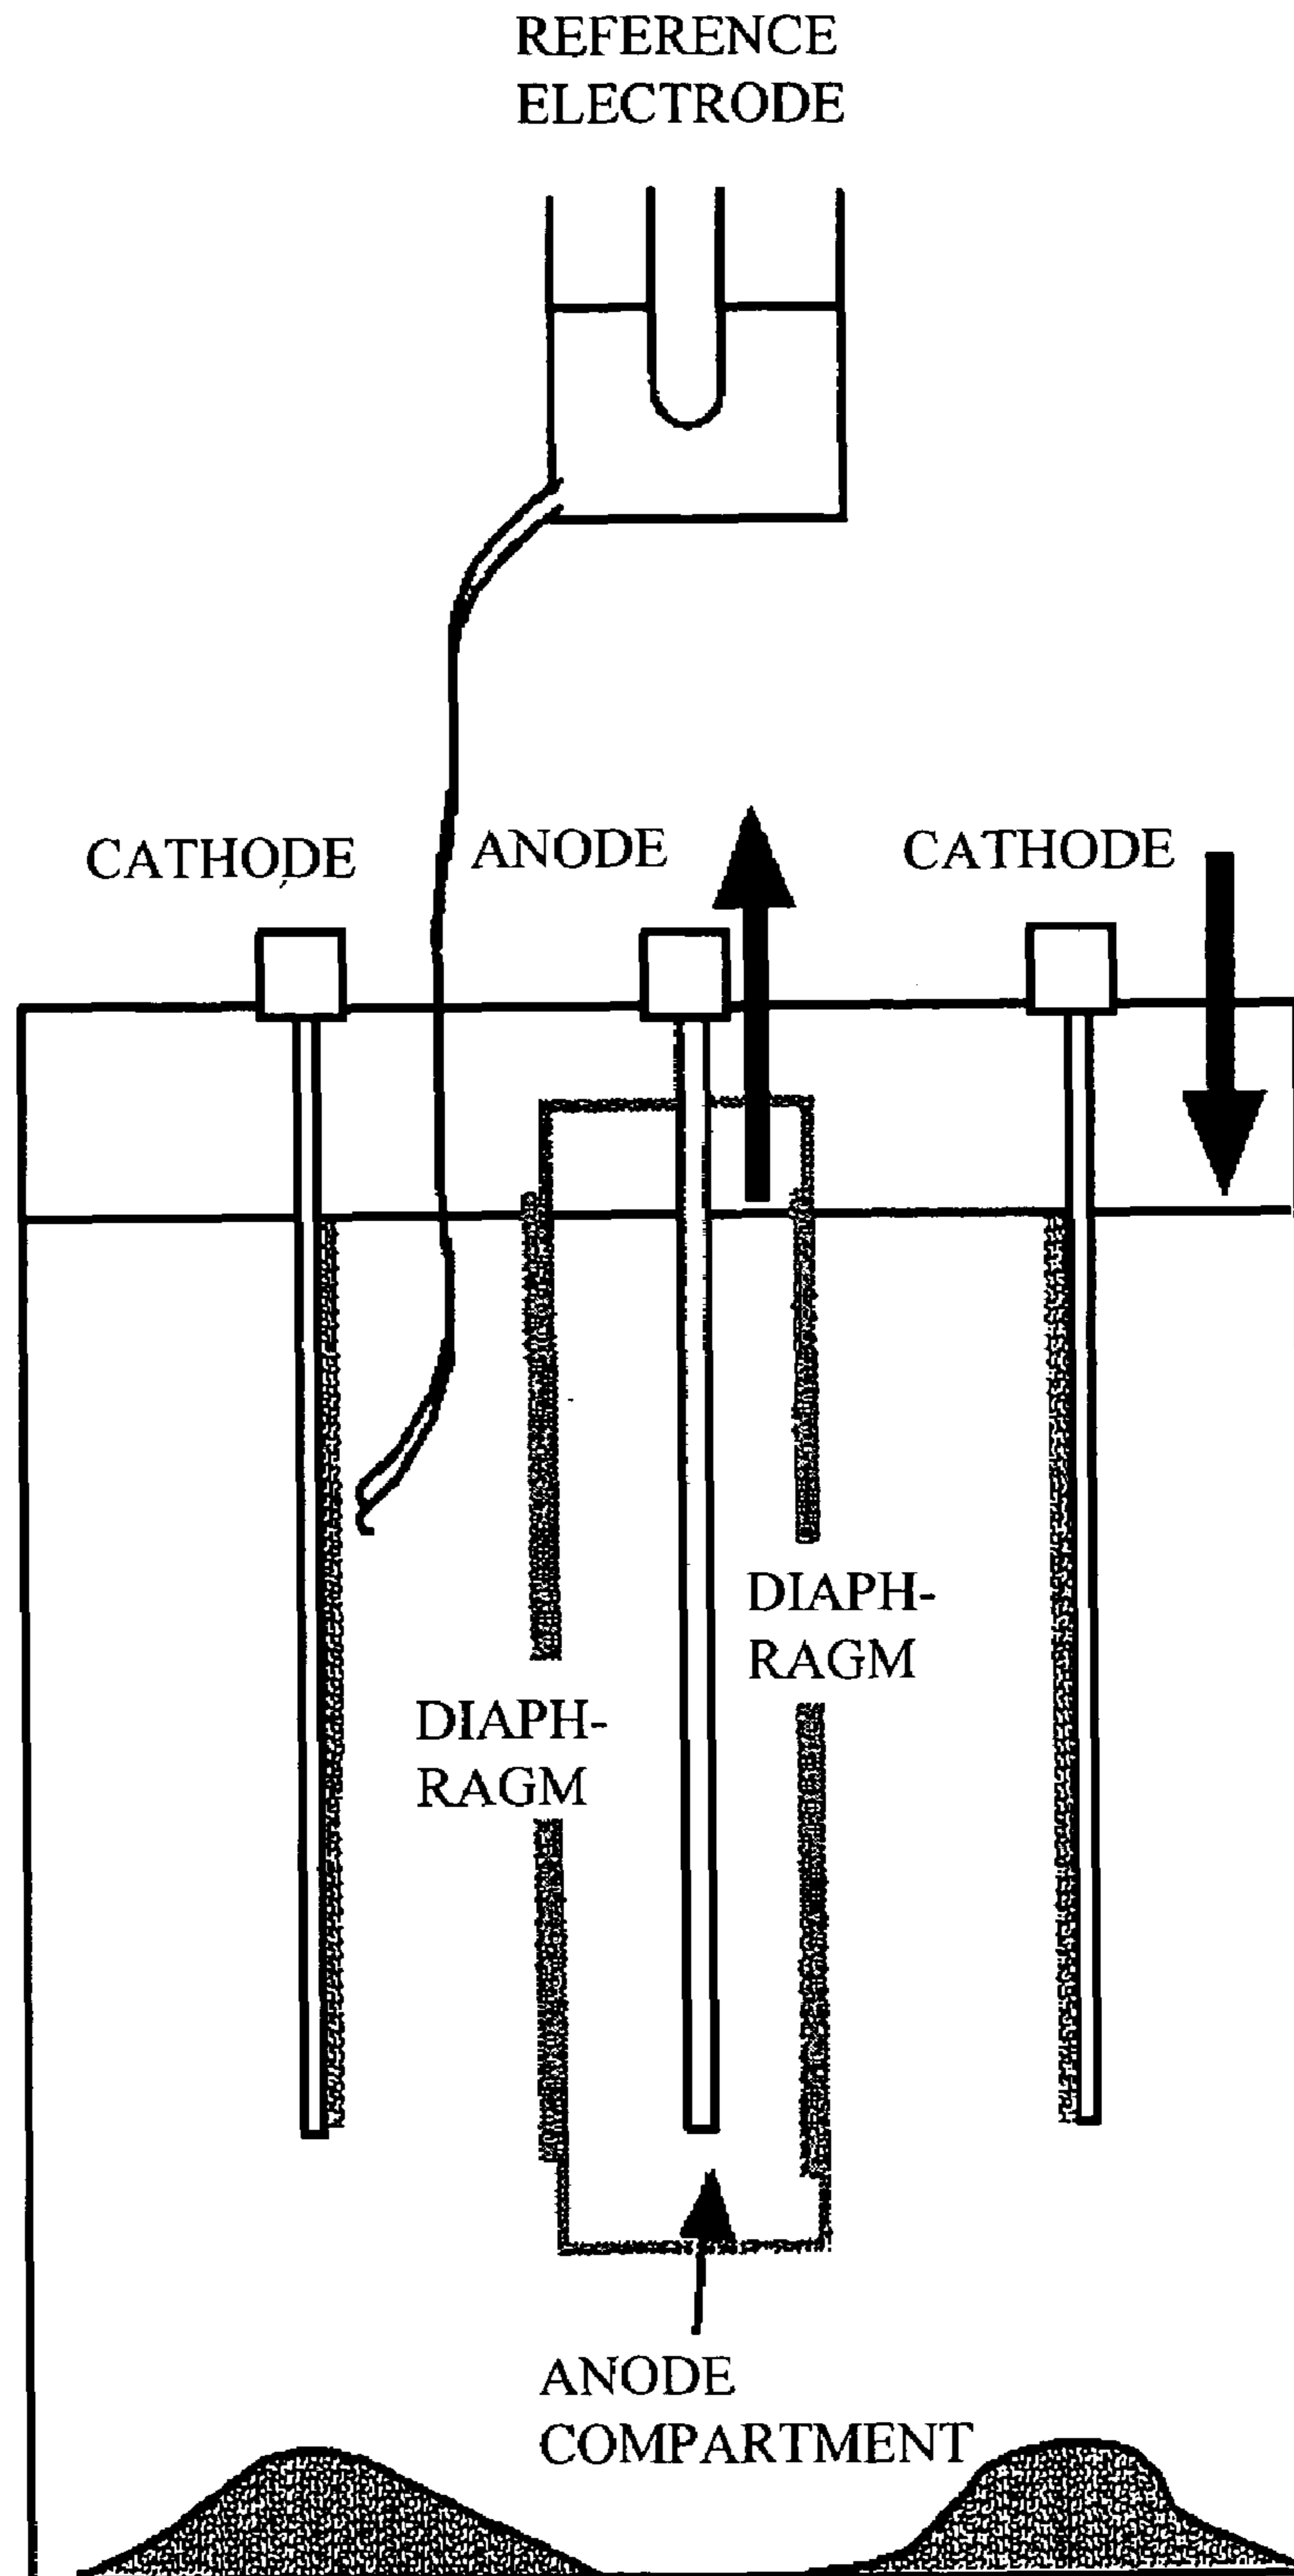 REFERENCE
ELECTRODE
CATHODE
ANODE
CATHODE
DIAPH-
RAGM
DIAPH-
RAGM
ANODE
COMPARTMENT